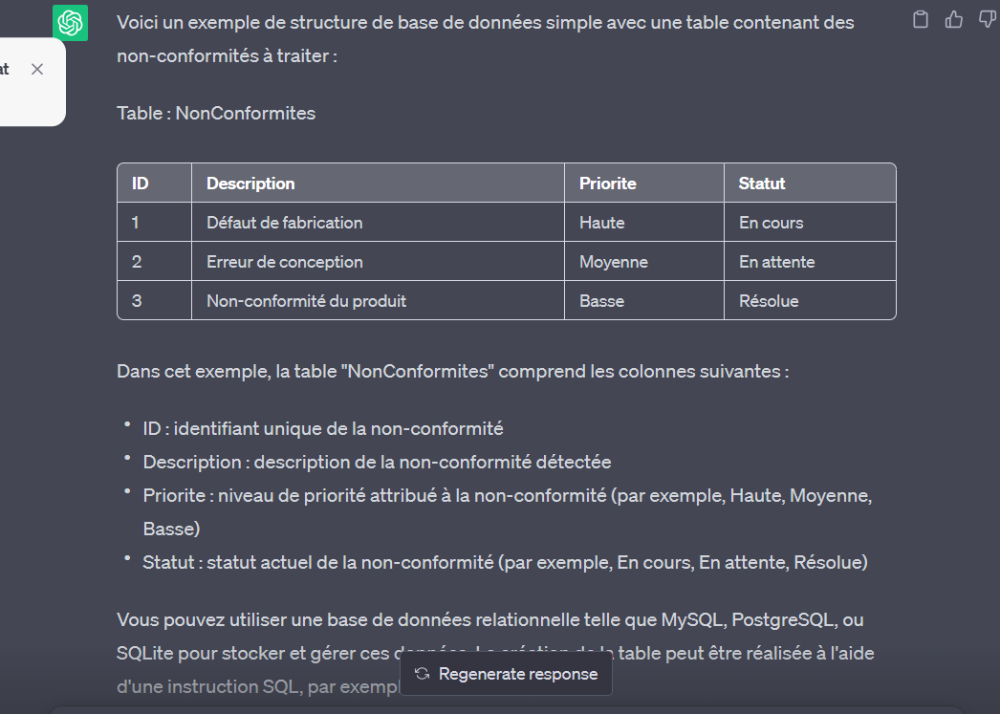 at
Voici un exemple de structure de base de données simple avec une table contenant des
non-conformités à traiter :
Table : NonConformites
ID Description Priorite Statut
1 Défaut de fabrication Haute En cours
2 Erreur de conception Moyenne En attente
3 Non-conformité du produit Basse Résolue
Dans cet exemple, la table "NonConformites" comprend les colonnes suivantes :
• ID : identifiant unique de la non-conformité
• Description : description de la non-conformité détectée
• Priorite : niveau de priorité attribué à la non-conformité (par exemple, Haute, Moyenne,
Basse)
• Statut : statut actuel de la non-conformité (par exemple, En cours, En attente, Résolue)
Vous pouvez utiliser une base de données relationnelle telle que MySQL, PostgreSQL, ou
SQLite pour stocker et gérer ces données. La création de la table peut être réalisée à l'aide
d'une instruction SQL, par exempl
Regenerate response